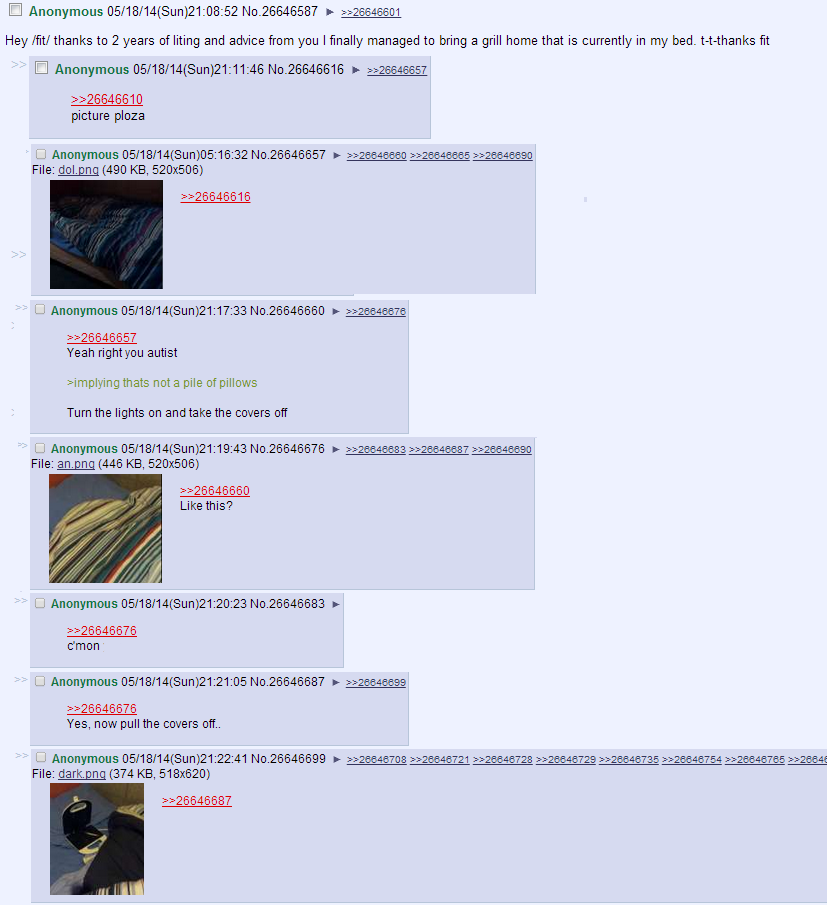 Anonymous 05/18/14(Sun)21:08:52 No.26646587 ► >>26646601
Hey /fit/ thanks to 2 years of liting and advice from you I finally managed to bring a grill home that is currently in my bed. t-t-thanks fit
>> Anonymous 05/18/14(Sun)21:11:46 No.26646616 ► >>26646657
>>26646610
picture ploza
Anonymous 05/18/14(Sun)05:16:32 No.26646657 ► >>26646660 >>26646665 >>26646690
File: dol.png (490 KB, 520x506)
>>26646616
>>
>> Anonymous 05/18/14(Sun)21:17:33 No.26646660 ► >>26646676
>>26646657
Yeah right you autist
>implying thats not a pile of pillows
Turn the lights on and take the covers off
>> Anonymous 05/18/14(Sun)21:19:43 No.26646676 ► >>26646683 >>26646687 >>26646690
File: an.png (446 KB, 520x506)
>>26646660
Like this?
>> Anonymous 05/18/14(Sun)21:20:23 No.26646683 ►
>>26646676
c'mon
>> Anonymous 05/18/14(Sun)21:21:05 No.26646687 ► >>26646699
>>26646676
Yes, now pull the covers off..
>> Anonymous 05/18/14(Sun)21:22:41 No.26646699 ► >>26646708 >>26646721 >>26646728 >>26646729 >>26646735 >>26646754 >>26646765 >>2664
File: dark.png (374 KB, 518x620)
>>26646687